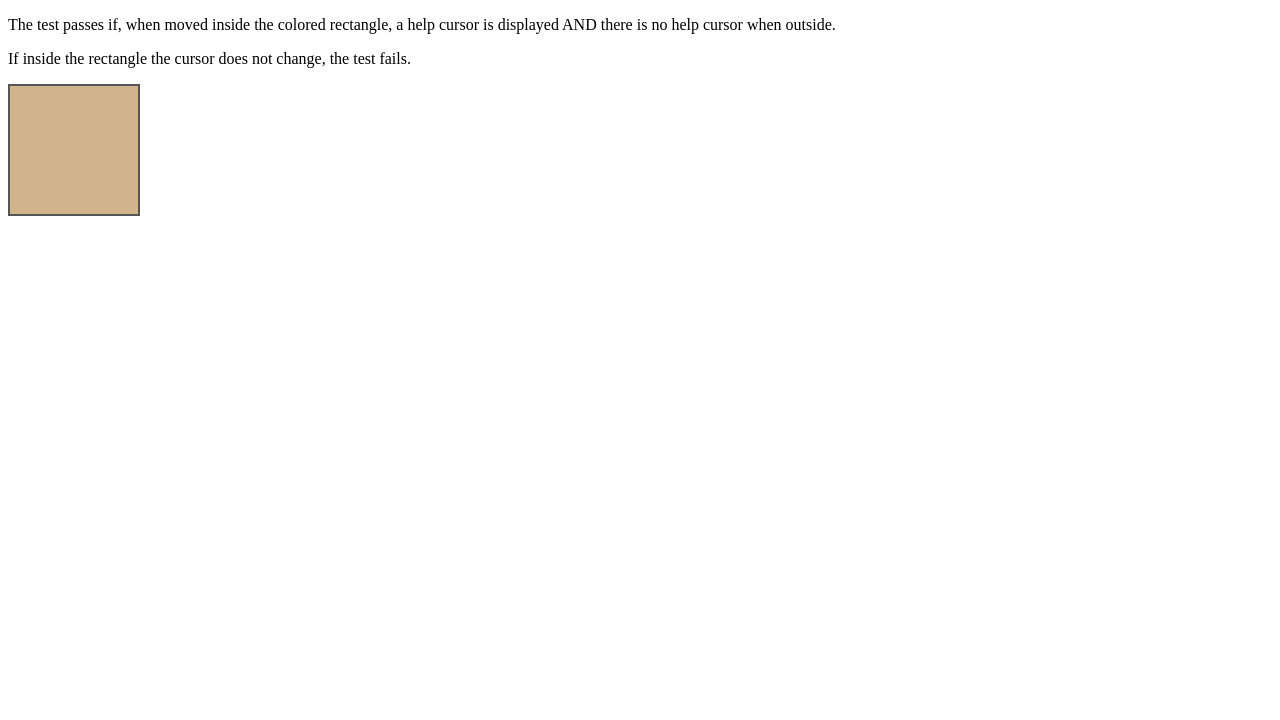 The test passes if, when moved inside the colored rectangle, a help cursor is displayed AND there is no help cursor when outside.
If inside the rectangle the cursor does not change, the test fails.